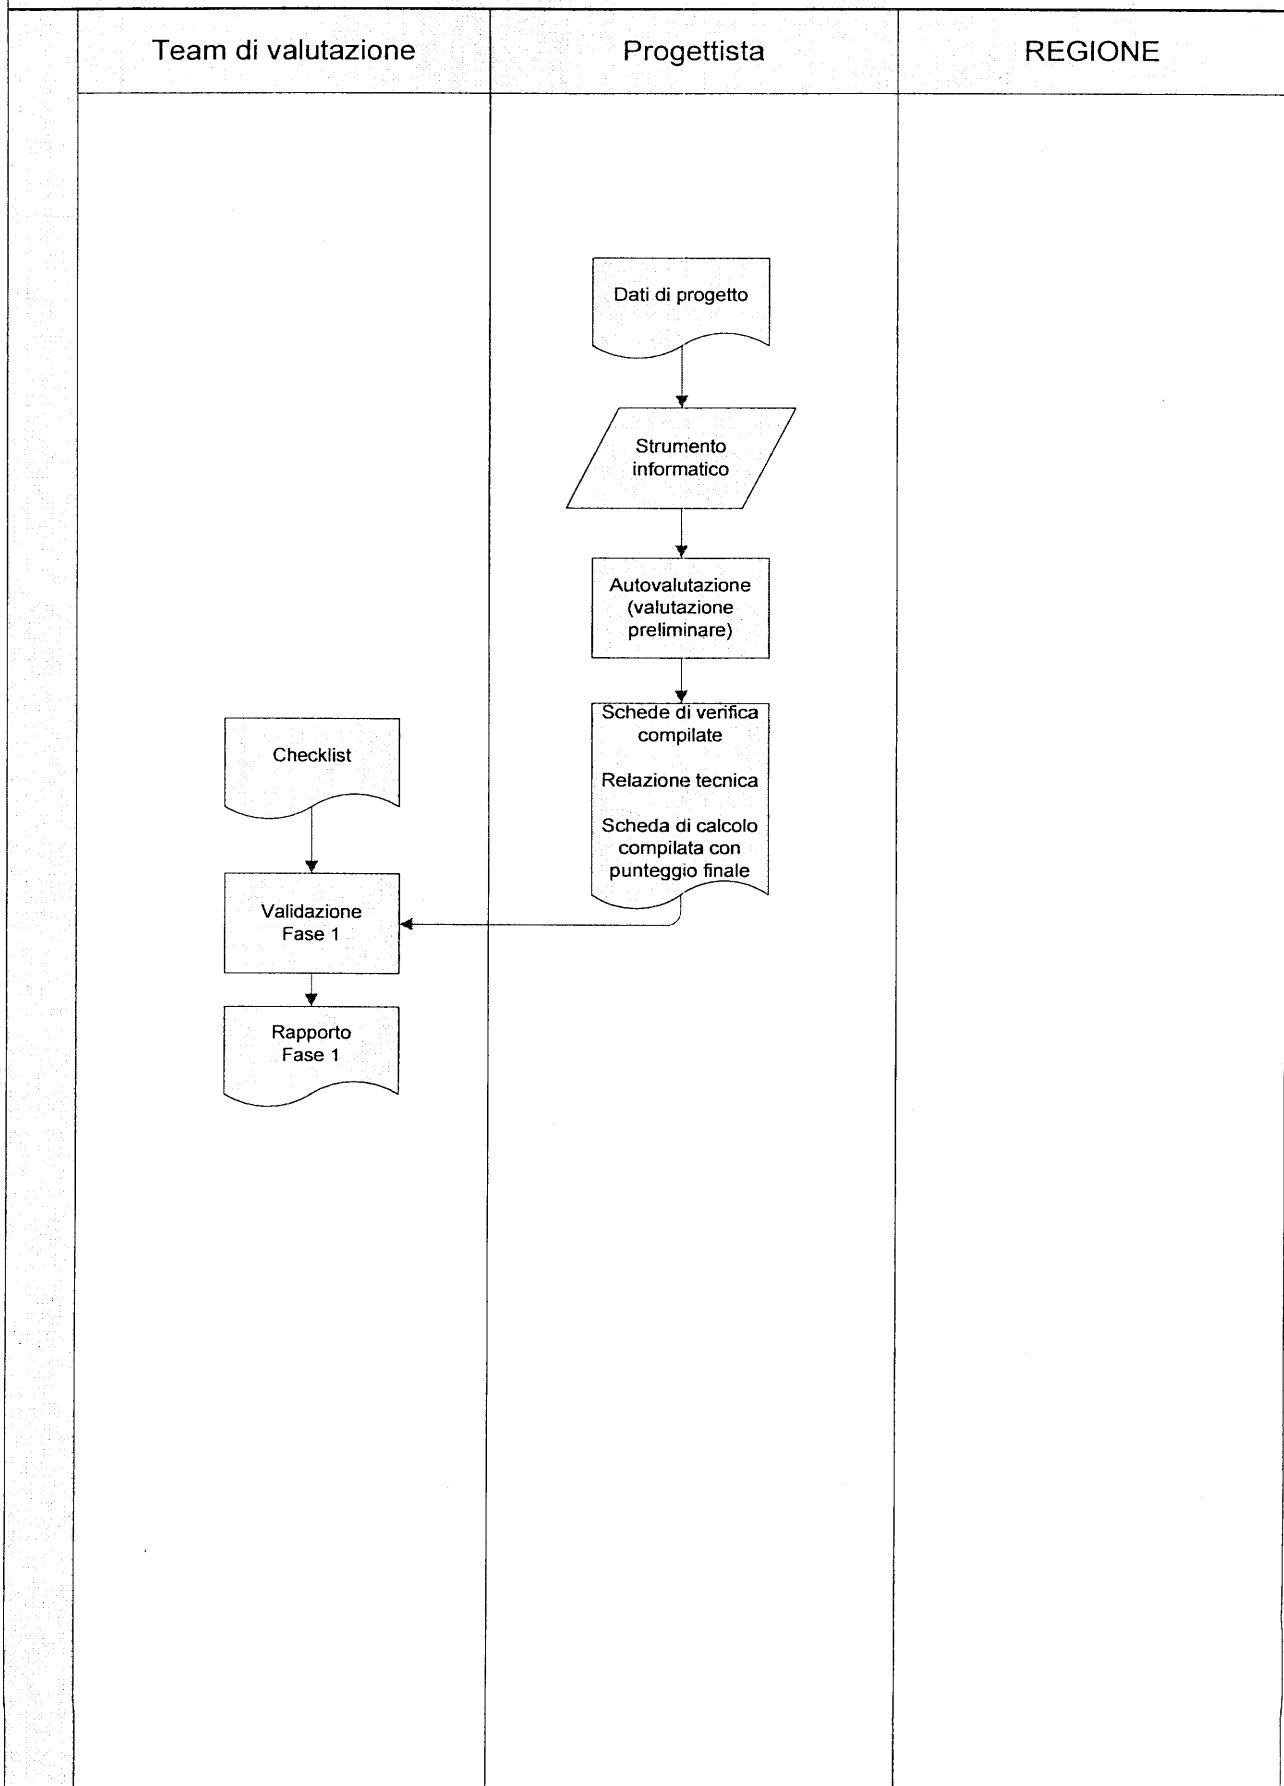 Team di valutazione
Progettista
REGIONE
Dati di progetto
Strumento
informatico
Autovalutazione
(valutazione
preliminare)
Schede di verifica
compilate
Relazione tecnica
Scheda di calcolo
compilata con
punteggio finale
Checklist
Validazione
Fase 1
Rapporto
Fase 1